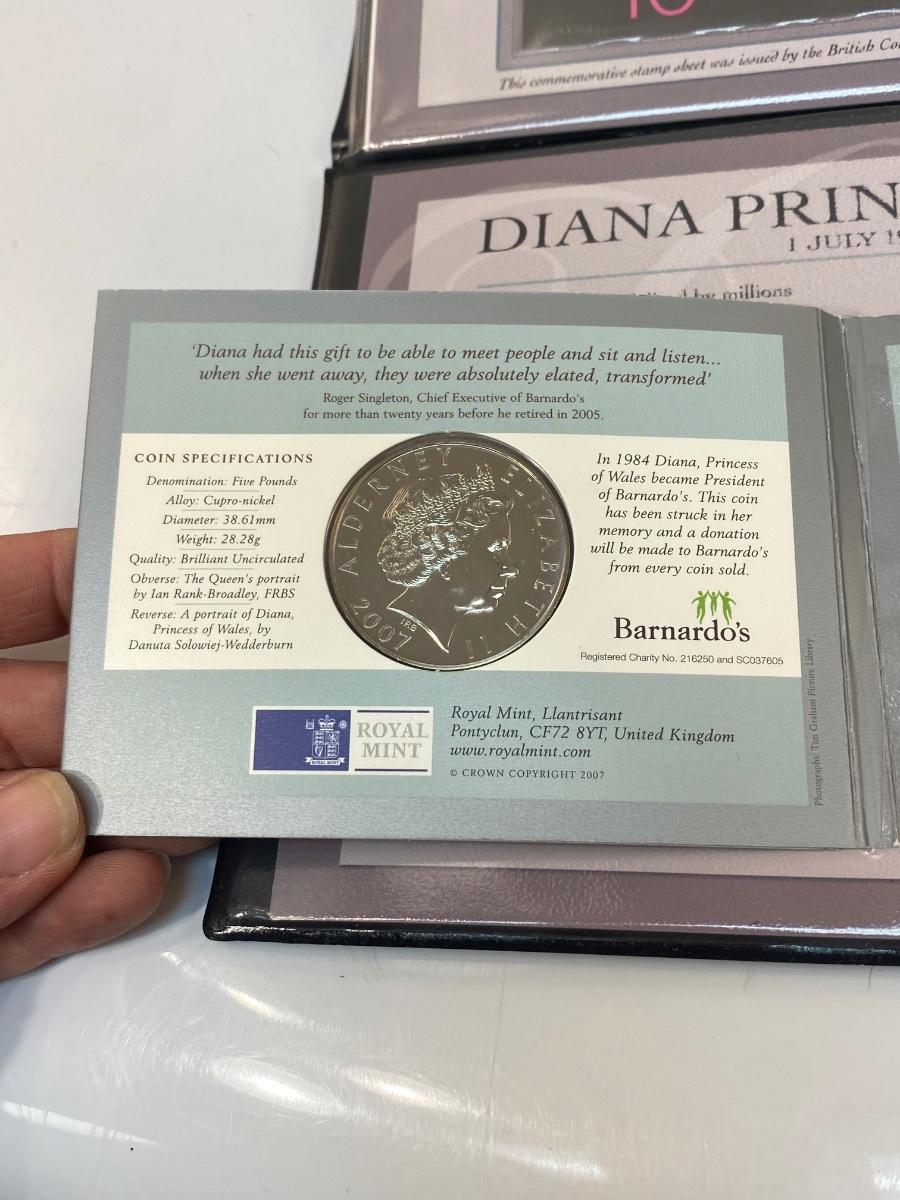 10
This commemorative stamp sheet was issued by the British Co
DIANA PRIN
1 JULY 19
by millions
'Diana had this gift to be able to meet people and sit and listen...
when she went away, they were absolutely elated, transformed'
Roger Singleton, Chief Executive of Barnardo's
for more than twenty years before he retired in 2005.
COIN SPECIFICATIONS
Denomination: Five Pounds
Alloy: Cupro-nickel
Diameter: 38.61mm
Weight: 28.28g
Quality: Brilliant Uncirculated
Obverse: The Queen's portrait
by Ian Rank-Broadley, FRBS
Reverse: A portrait of Diana,
Princess of Wales, by
Danuta Solowiej-Wedderburn
ALDERNEY ELIZABETH II
2007
IRB
In 1984 Diana, Princess
of Wales became President
of Barnardo's. This coin
has been struck in her
memory and a donation
will be made to Barnardo's
from every coin sold.
Barnardo's
Registered Charity No. 216250 and SC037605
ROYAL
MINT
Royal Mint, Llantrisant
Pontyclun, CF72 8YT, United Kingdom
www.royalmint.com
© CROWN COPYRIGHT 2007
Photographs: Tim Graham Picture Library